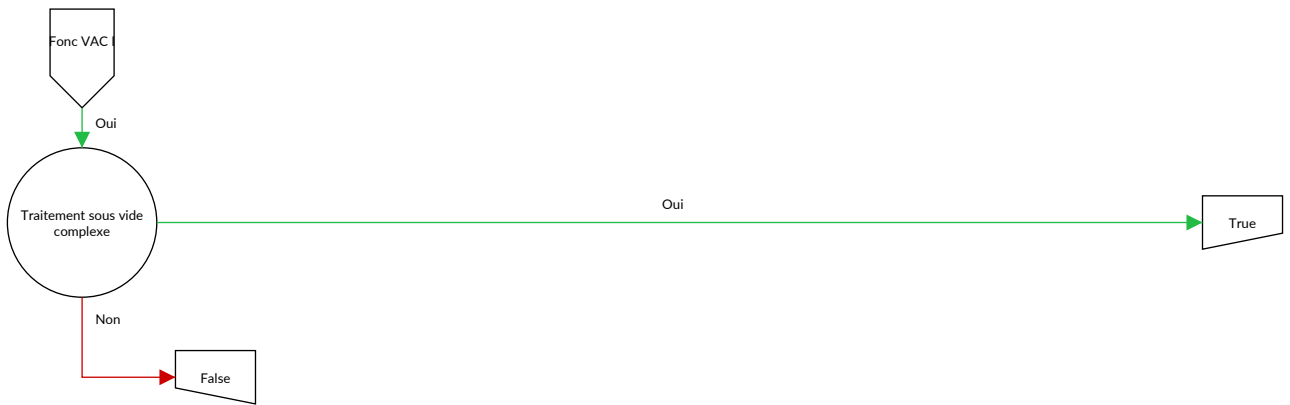 Fonc VAC I
Oui
Oui
Traitement sous vide
complexe
True
Non
False